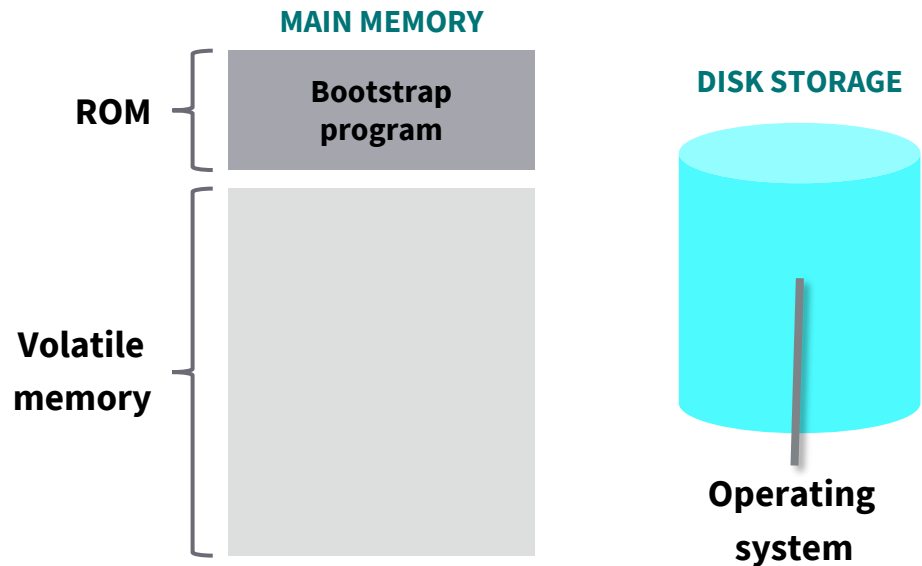 MAIN MEMORY
ROM
Bootstrap
program
Volatile
memory
DISK STORAGE
Operating
system